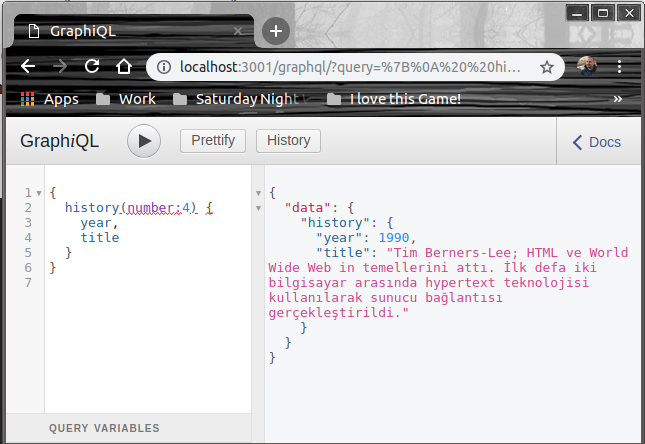 GraphiQL
localhost:3001/graphql/?query=%7B%0A%20%20hi…
Apps Work Saturday Night I love this Game! »
GraphiQL Prettify History Docs
1 {
2 history(number:4) {
3 year,
4 title
5 }
6 }
7
{
"data": {
"history": {
"year": 1990,
"title": "Tim Berners-Lee; HTML ve World
Wide Web in temellerini attı. İlk defa iki
bilgisayar arasında hypertext teknolojisi
kullanılarak sunucu bağlantısı
gerçekleştirildi."
}
}
}
QUERY VARIABLES